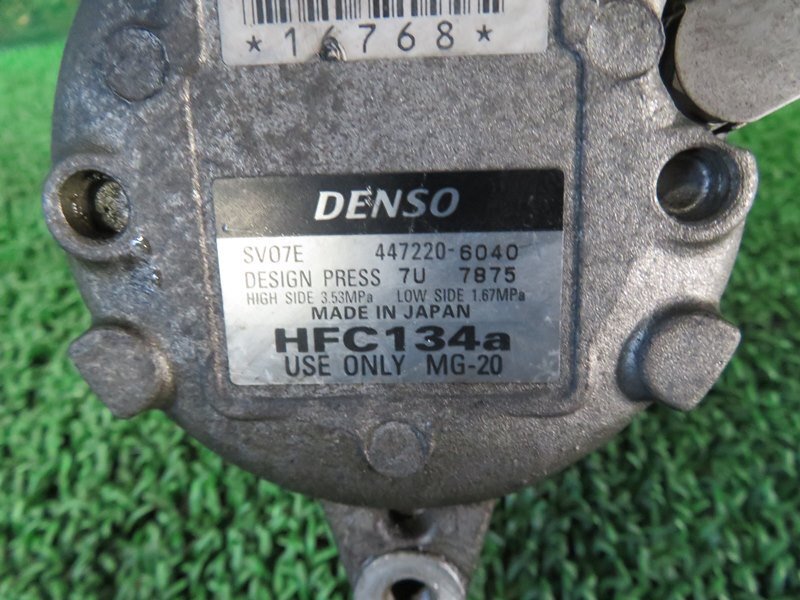 *16768*
DENSO
SV07E 447220-6040
DESIGN PRESS 7U 7875
HIGH SIDE 3.53MPa LOW SIDE 1.67MPa
MADE IN JAPAN
HFC134a
USE ONLY MG-20